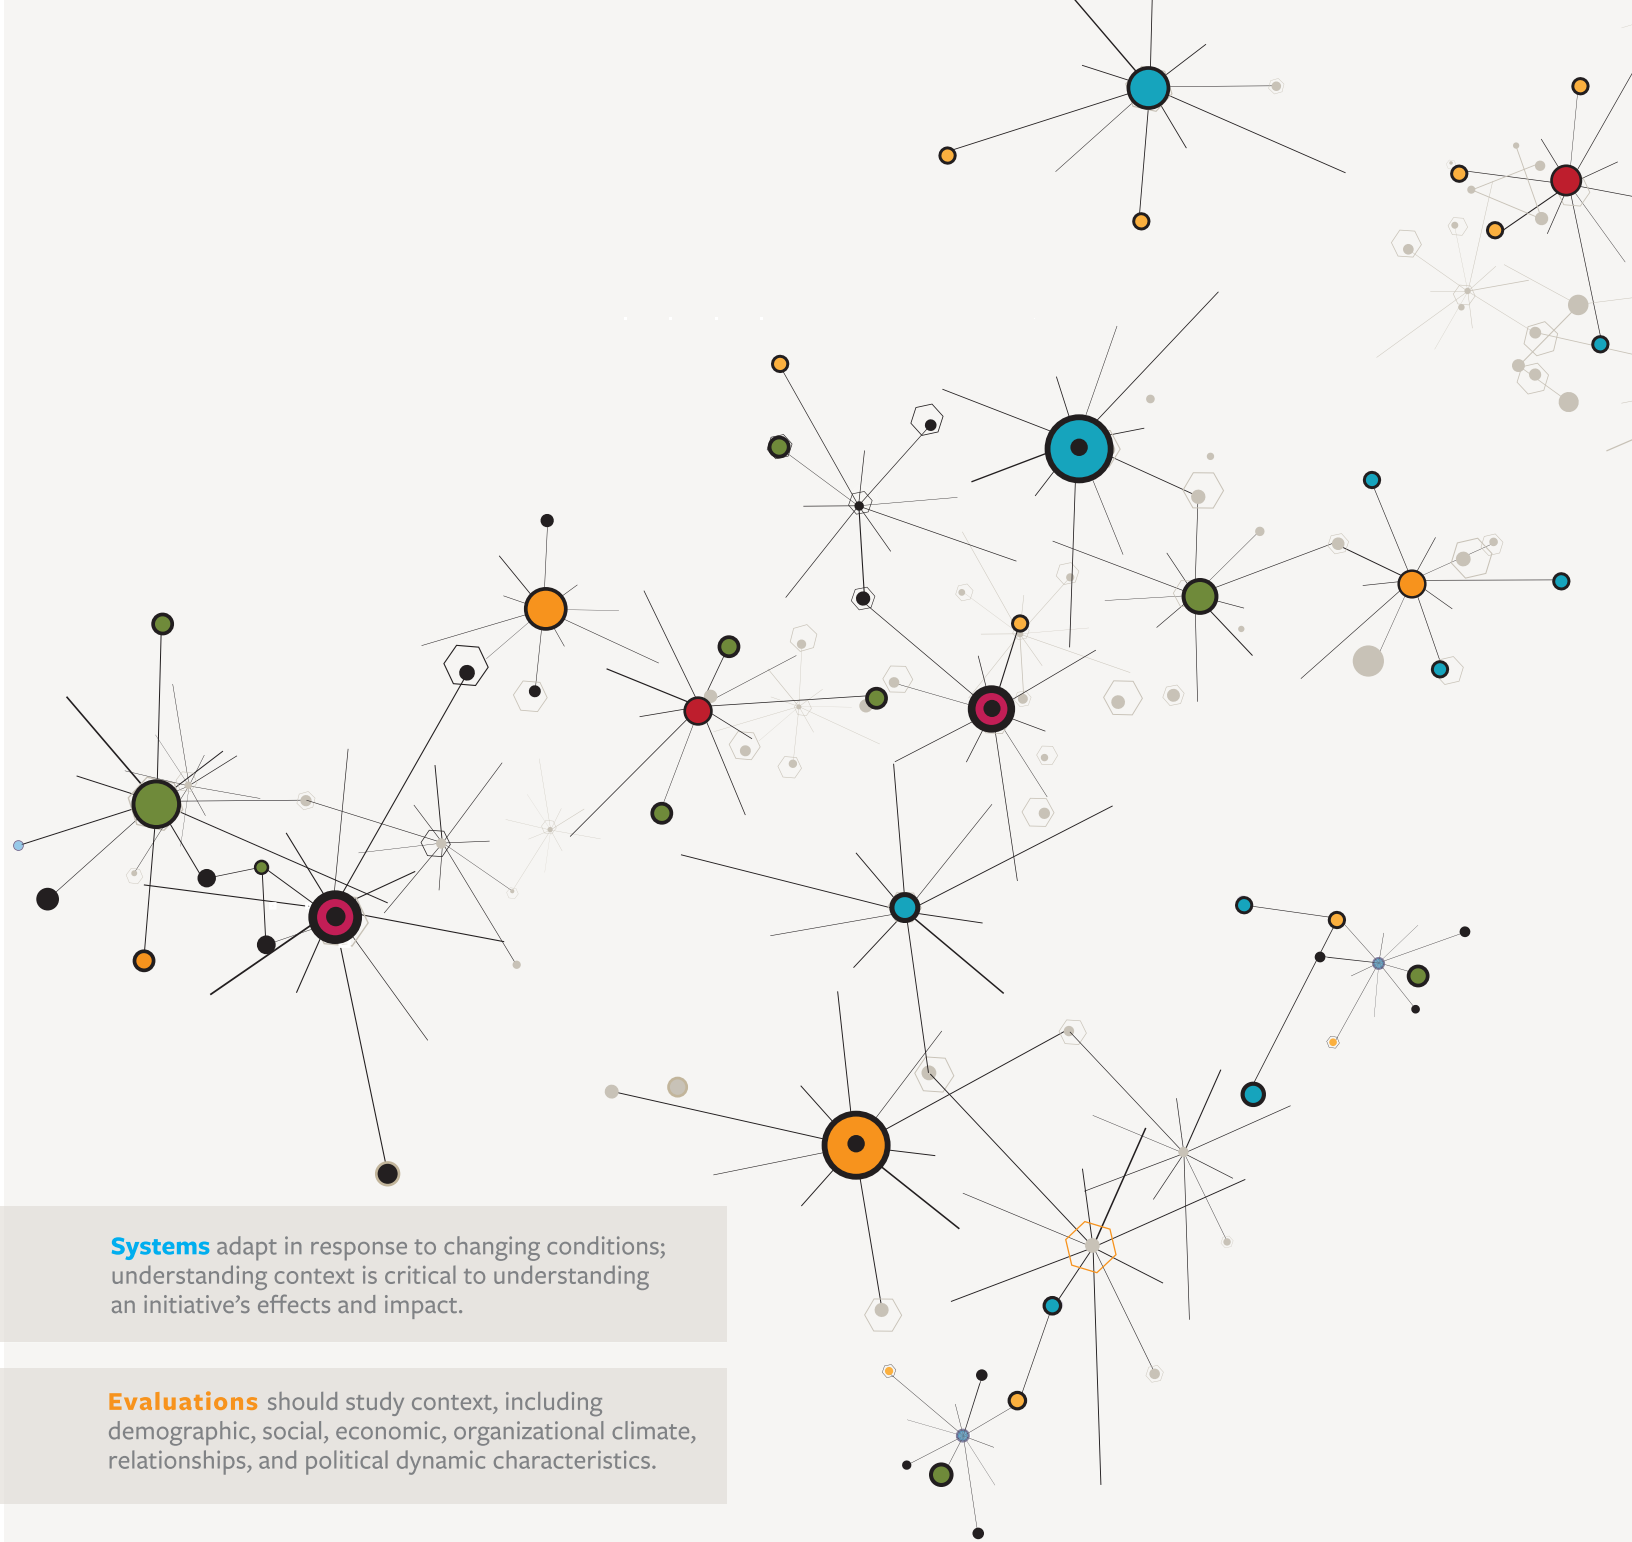 Systems adapt in response to changing conditions;
understanding context is critical to understanding
an initiative’s effects and impact.
Evaluations should study context, including
demographic, social, economic, organizational climate,
relationships, and political dynamic characteristics.